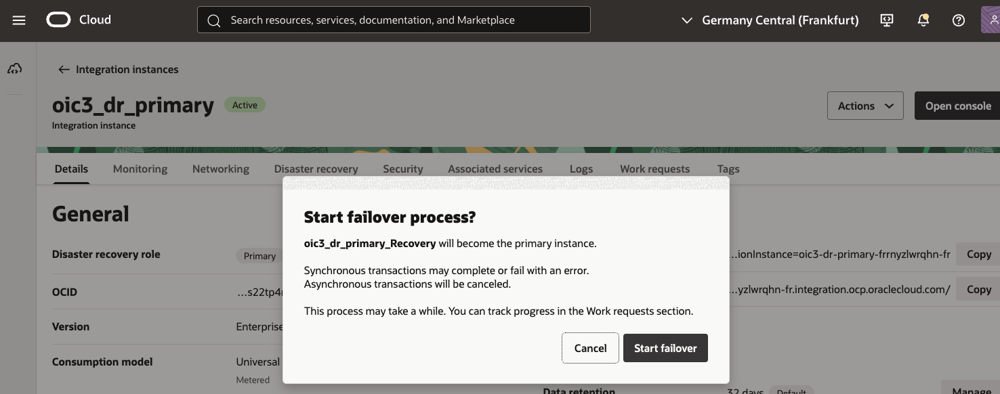 Cloud
Search resources, services, documentation, and Marketplace
Germany Central (Frankfurt)
Integration instances
oic3_dr_primary
Active
Integration instance
Actions
Open console
Details
Monitoring
Networking
Disaster recovery
Security
Associated services
Logs
Work requests
Tags
General
Disaster recovery role
Primary
...ionInstance=oic3-dr-primary-frrnyzlwrqhn-fr
Copy
OCID
...s22tp4
...yzlwrqhn-fr.integration.ocp.oraclecloud.com/
Copy
Version
Enterprise
Consumption model
Universal
Metered
Data retention
32 days
Default
Manage
Start failover process?
oic3_dr_primary_Recovery will become the primary instance.
Synchronous transactions may complete or fail with an error.
Asynchronous transactions will be canceled.
This process may take a while. You can track progress in the Work requests section.
Cancel
Start failover